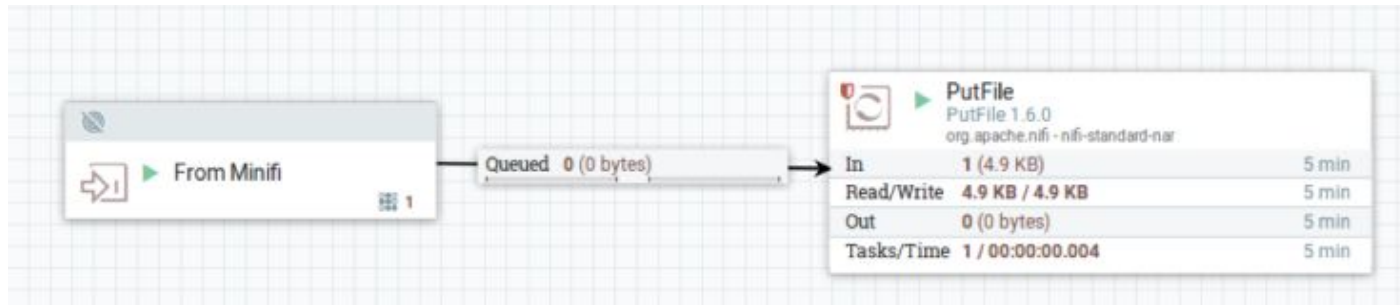 From Minifi
1
Queued 0 (0 bytes)
PutFile
PutFile 1.6.0
org.apache.nifi - nifi-standard-nar
In 1 (4.9 KB) 5 min
Read/Write 4.9 KB / 4.9 KB 5 min
Out 0 (0 bytes) 5 min
Tasks/Time 1 / 00:00:00.004 5 min